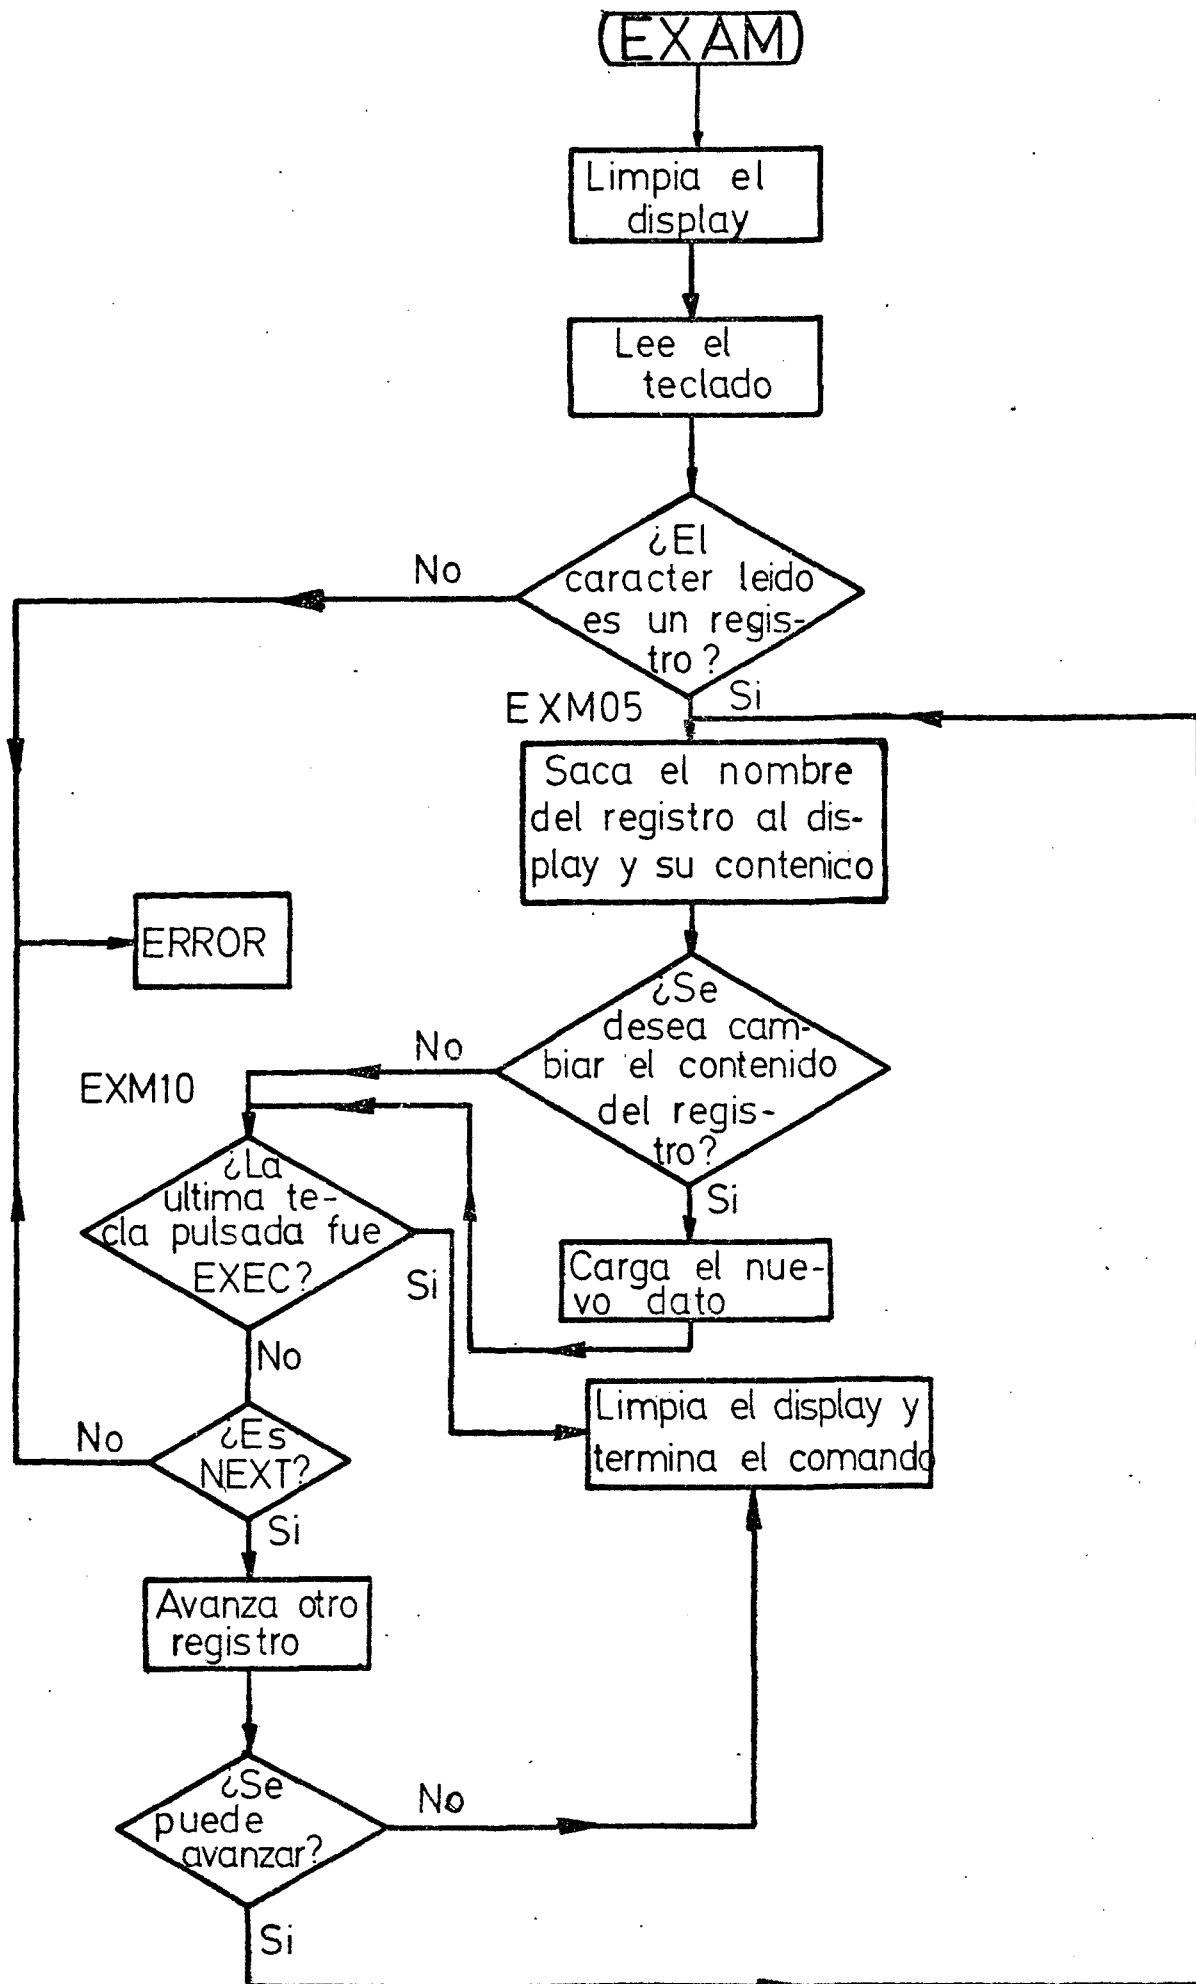 EXAM
Limpia el
display
Lee el
teclado
¿El
caracter leido
es un regis-
tro?
No
Si
EXM05
Saca el nombre
del registro al dis-
play y su contenico
ERROR
¿Se
desea cam-
biar el contenido
del regis-
tro?
No
Si
EXM10
¿La
ultima te-
cla pulsada fue
EXEC?
Si
No
Carga el nue-
vo dato
Limpia el display y
termina el comando
¿Es
NEXT?
No
Si
Avanza otro
registro
¿Se
puede
avanzar?
No
Si